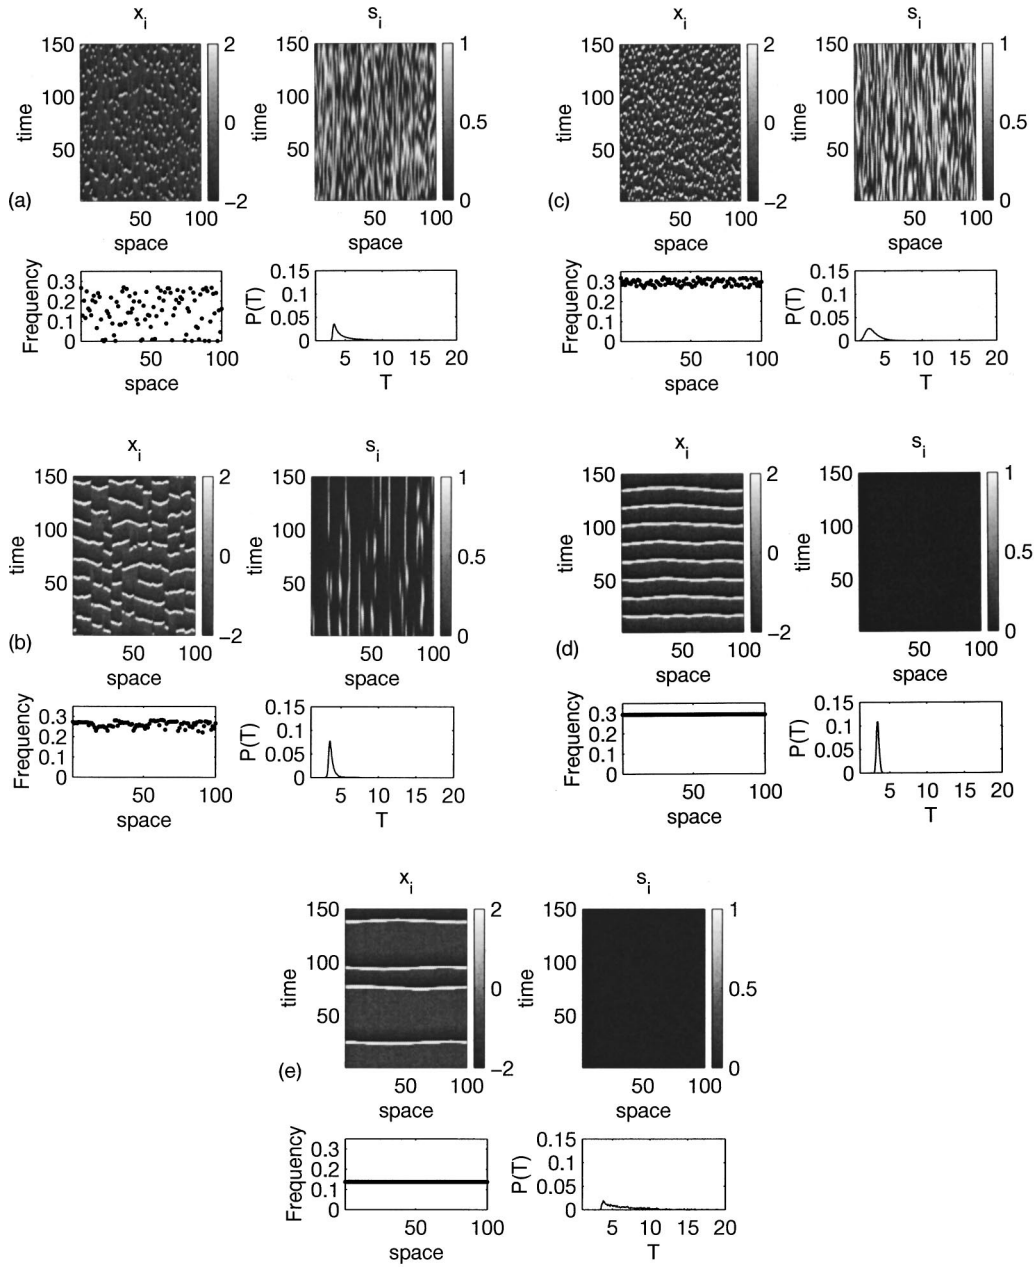 x_i s_i
150 2 150 1
100 100
time 0 time 0.5
50 50
(a) -2 0
50 100 50 100
space space
0.3 0.15
0.2 0.1
0.1 0.05
0 0
Frequency P(T)
50 100 5 10 15 20
space T
x_i s_i
150 2 150 1
100 100
time 0 time 0.5
50 50
(c) -2 0
50 100 50 100
space space
0.3 0.15
0.2 0.1
0.1 0.05
0 0
Frequency P(T)
50 100 5 10 15 20
space T
x_i s_i
150 2 150 1
100 100
time 0 time 0.5
50 50
(b) -2 0
50 100 50 100
space space
0.3 0.15
0.2 0.1
0.1 0.05
0 0
Frequency P(T)
50 100 5 10 15 20
space T
x_i s_i
150 2 150 1
100 100
time 0 time 0.5
50 50
(d) -2 0
50 100 50 100
space space
0.3 0.15
0.2 0.1
0.1 0.05
0 0
Frequency P(T)
50 100 5 10 15 20
space T
x_i s_i
150 2 150 1
100 100
time 0 time 0.5
50 50
(e) -2 0
50 100 50 100
space space
0.3 0.15
0.2 0.1
0.1 0.05
0 0
Frequency P(T)
50 100 5 10 15 20
space T